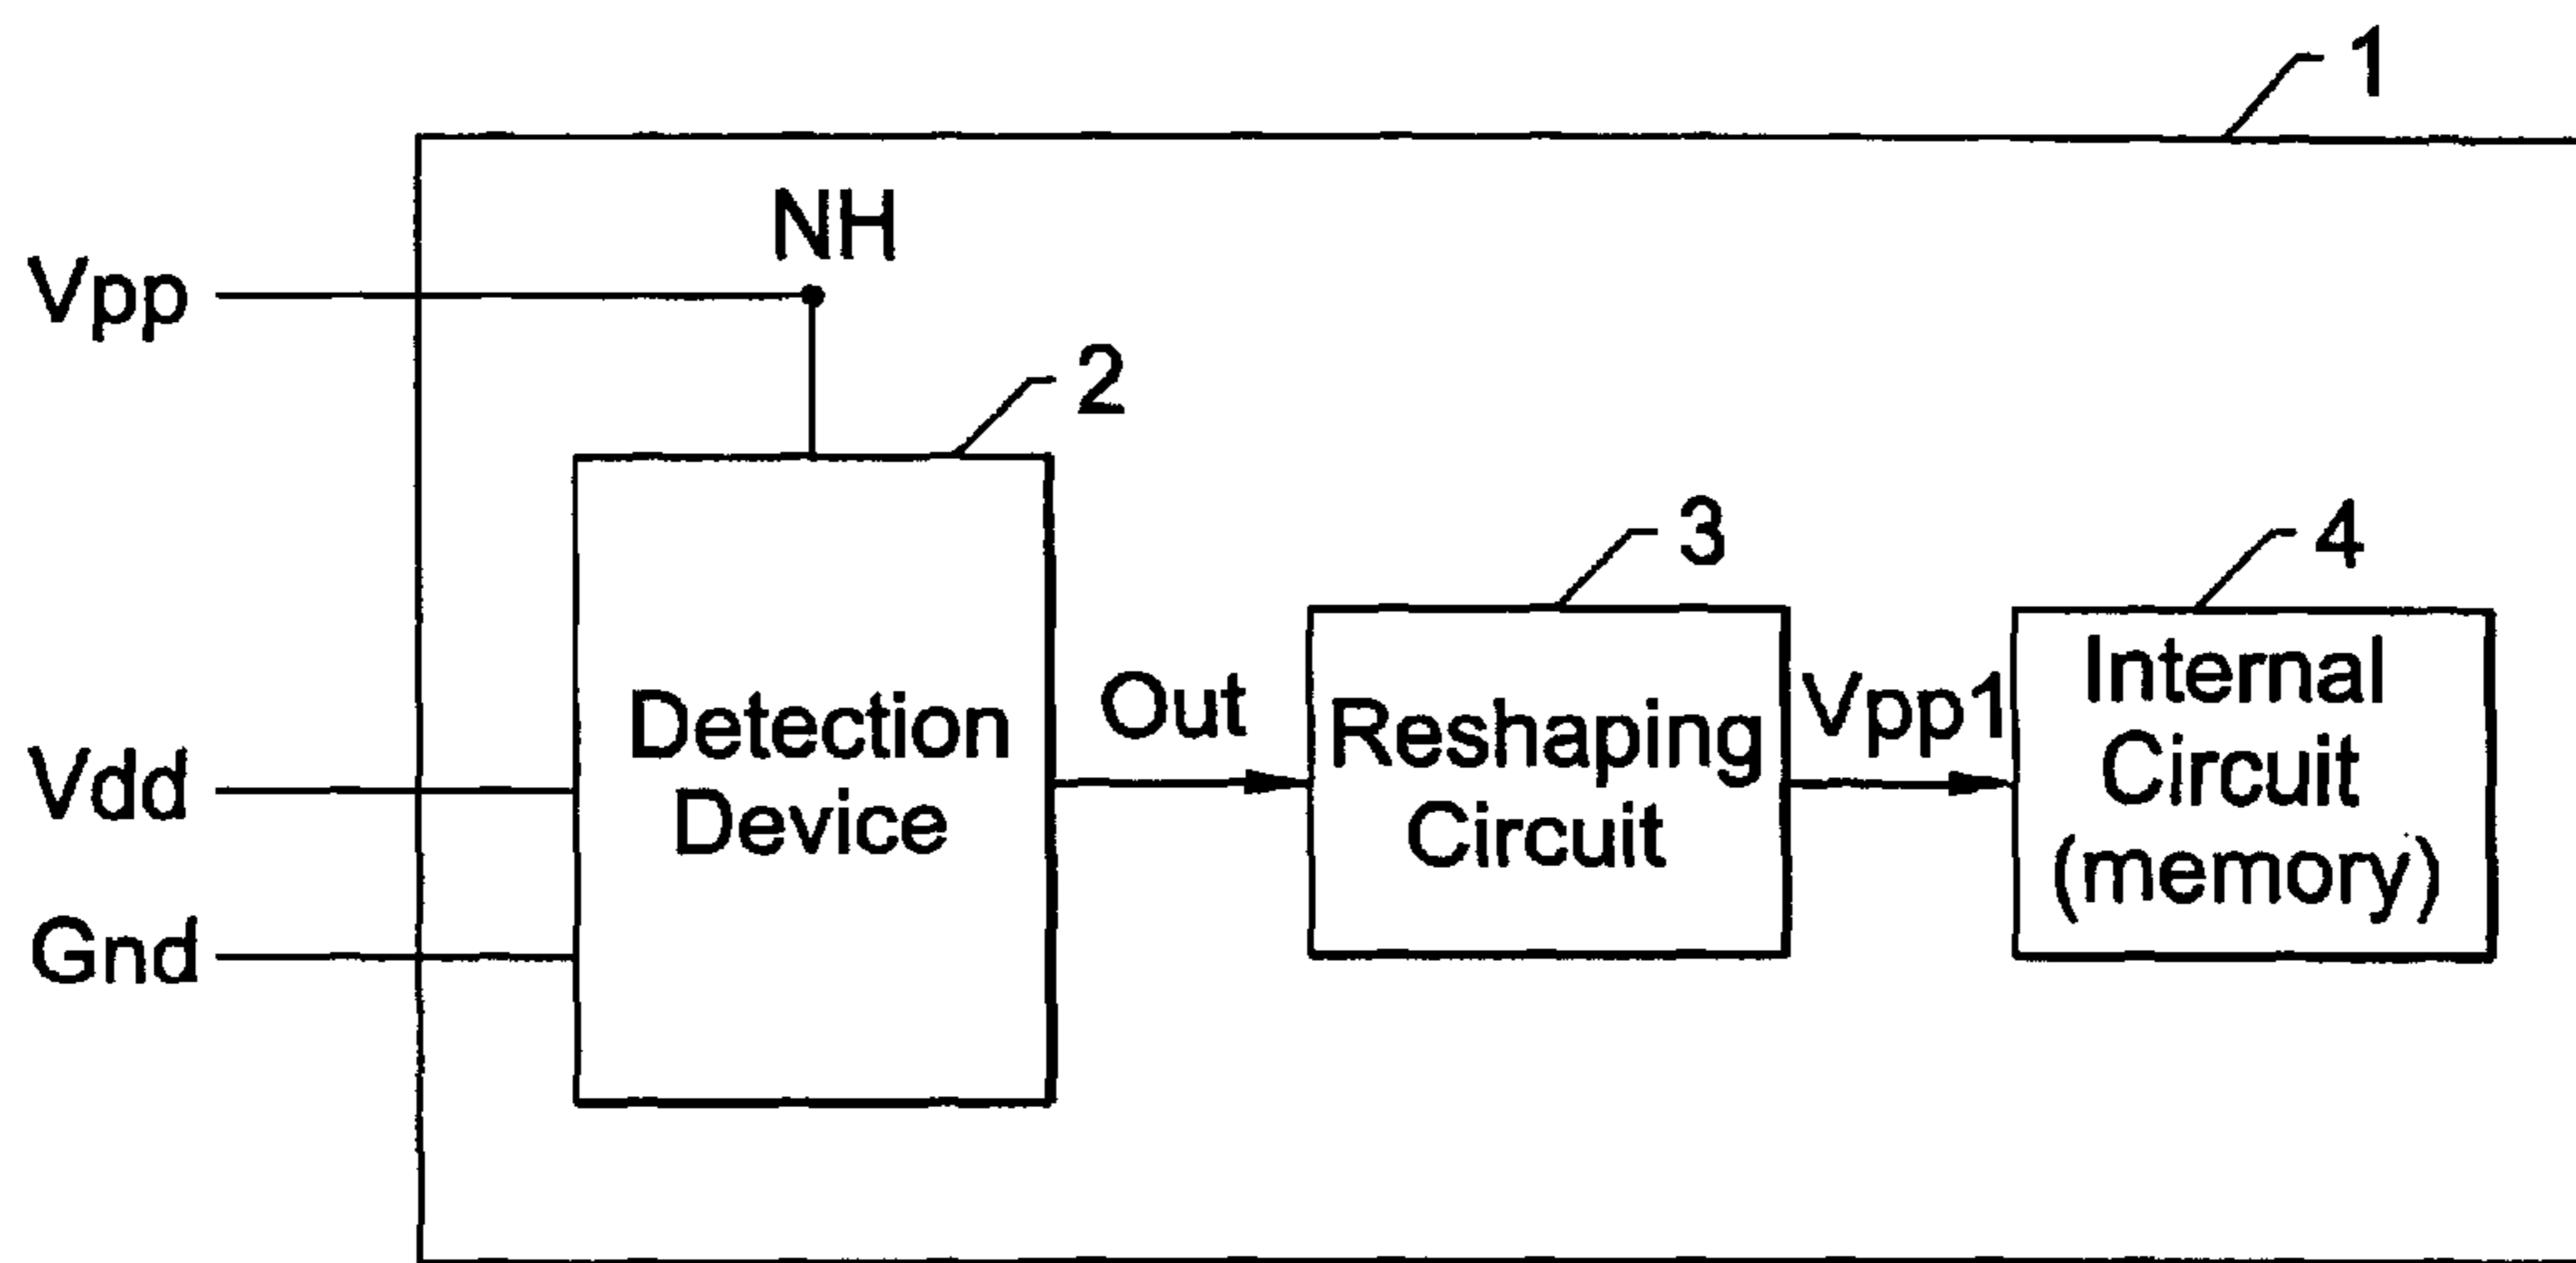 1
NH
Vpp
2
3
4
Detection
Device
Out
Reshaping
Circuit
Vpp1
Internal
Circuit
(memory)
Vdd
Gnd